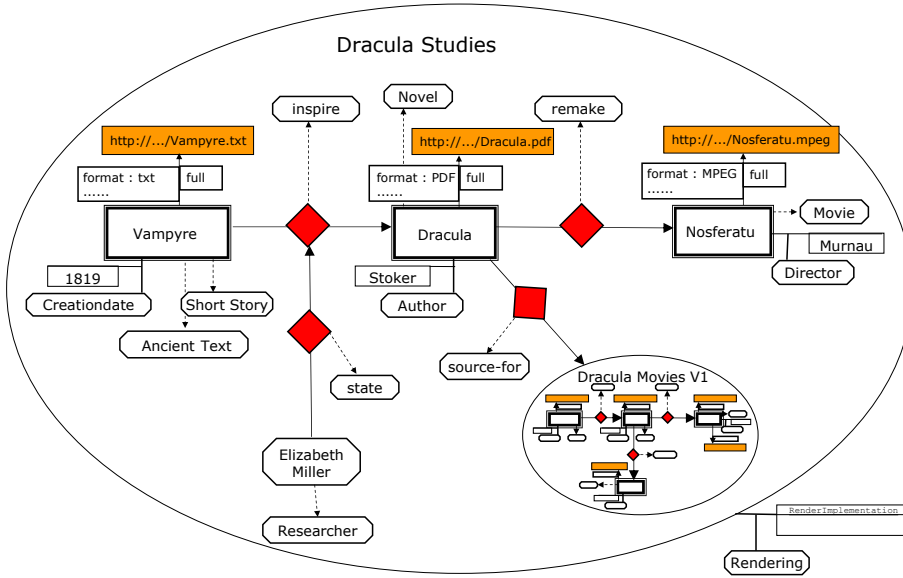 Dracula Studies
inspire
Novel
remake
http://.../Vampyre.txt
http://.../Dracula.pdf
http://.../Nosferatu.mpeg
format : txt
......
full
format : PDF
......
full
format : MPEG
......
full
Vampyre
Dracula
Nosferatu
Movie
Murnau
Director
1819
Creationdate
Short Story
Ancient Text
Stoker
Author
source-for
state
Dracula Movies V1
Elizabeth
Miller
Researcher
RenderImplementation
Rendering